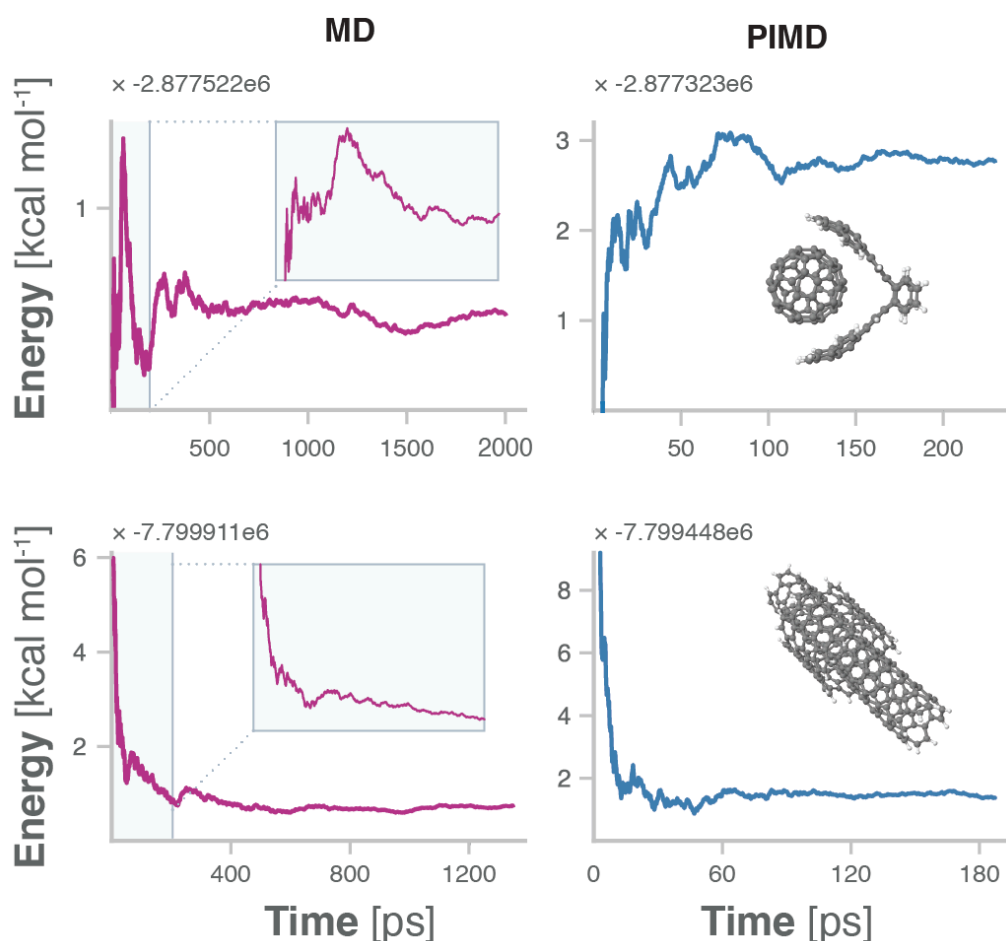 MD
PIMD
× -2.877522e6
× -2.877323e6
Energy [kcal mol⁻¹]
1
500
1000
1500
2000
3
2
1
50
100
150
200
× -7.799911e6
× -7.799448e6
Energy [kcal mol⁻¹]
6
4
2
400
800
1200
Time [ps]
8
6
4
2
0
60
120
180
Time [ps]